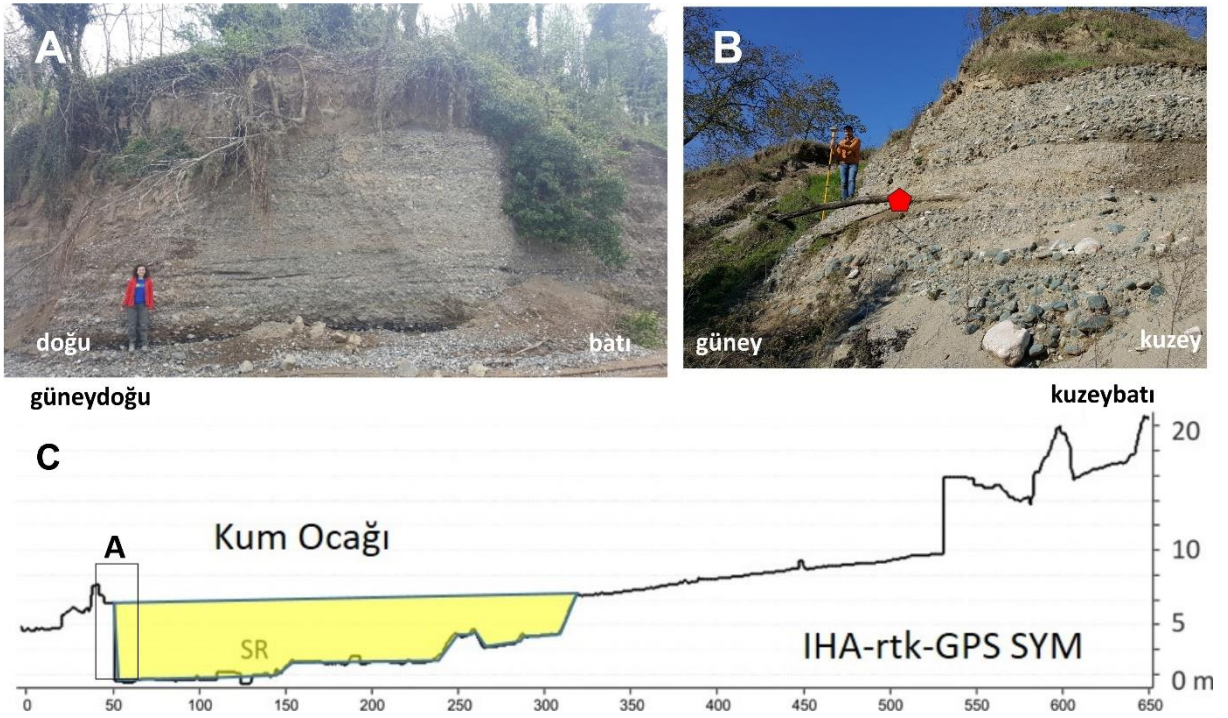 A
B
doğu
batı
güney
kuzey
güneydoğu
kuzeybatı
C
20
Kum Ocağı
A
10
5
SR
IHA-rtk-GPS SYM
0 m
0 50 100 150 200 250 300 350 400 450 500 550 600 650